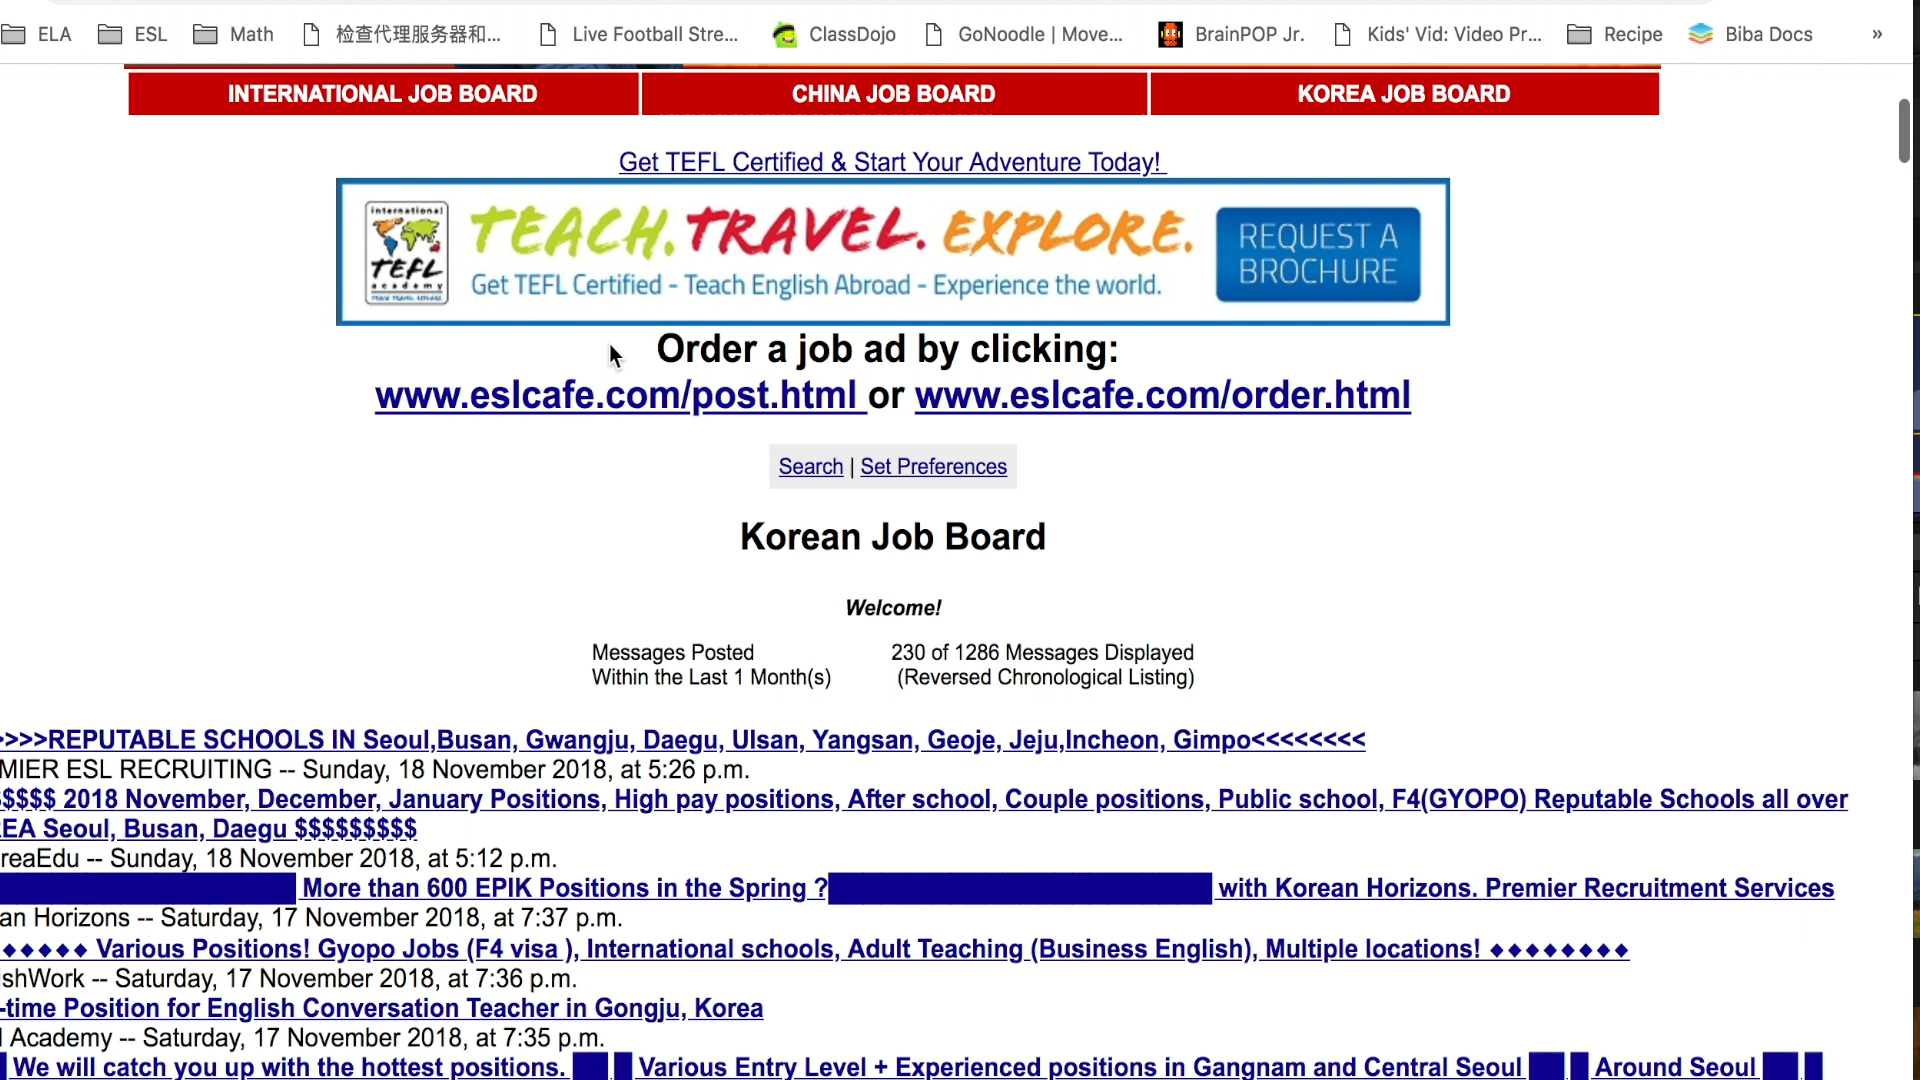 ELA ESL Math 检查代理服务器和... Live Football Stre... ClassDojo GoNoodle | Move... BrainPOP Jr. Kids' Vid: Video Pr... Recipe Biba Docs »
INTERNATIONAL JOB BOARD CHINA JOB BOARD KOREA JOB BOARD
Get TEFL Certified & Start Your Adventure Today!
international
TEFL
academy
TEACH. TRAVEL. EXPLORE.
Get TEFL Certified - Teach English Abroad - Experience the world.
REQUEST A
BROCHURE
Order a job ad by clicking:
www.eslcafe.com/post.html or www.eslcafe.com/order.html
Search | Set Preferences
Korean Job Board
Welcome!
Messages Posted 230 of 1286 Messages Displayed
Within the Last 1 Month(s) (Reversed Chronological Listing)
>>>>REPUTABLE SCHOOLS IN Seoul,Busan, Gwangju, Daegu, Ulsan, Yangsan, Geoje, Jeju,Incheon, Gimpo<<<<<<<<
MIER ESL RECRUITING -- Sunday, 18 November 2018, at 5:26 p.m.
$$$$$ 2018 November, December, January Positions, High pay positions, After school, Couple positions, Public school, F4(GYOPO) Reputable Schools all over
EA Seoul, Busan, Daegu $$$$$$$$$
reaEdu -- Sunday, 18 November 2018, at 5:12 p.m.
More than 600 EPIK Positions in the Spring ? with Korean Horizons. Premier Recruitment Services
an Horizons -- Saturday, 17 November 2018, at 7:37 p.m.
♦♦♦♦♦ Various Positions! Gyopo Jobs (F4 visa ), International schools, Adult Teaching (Business English), Multiple locations! ♦♦♦♦♦♦♦♦
ishWork -- Saturday, 17 November 2018, at 7:36 p.m.
-time Position for English Conversation Teacher in Gongju, Korea
l Academy -- Saturday, 17 November 2018, at 7:35 p.m.
We will catch you up with the hottest positions. ██ █ Various Entry Level + Experienced positions in Gangnam and Central Seoul ██ █ Around Seoul ██ █